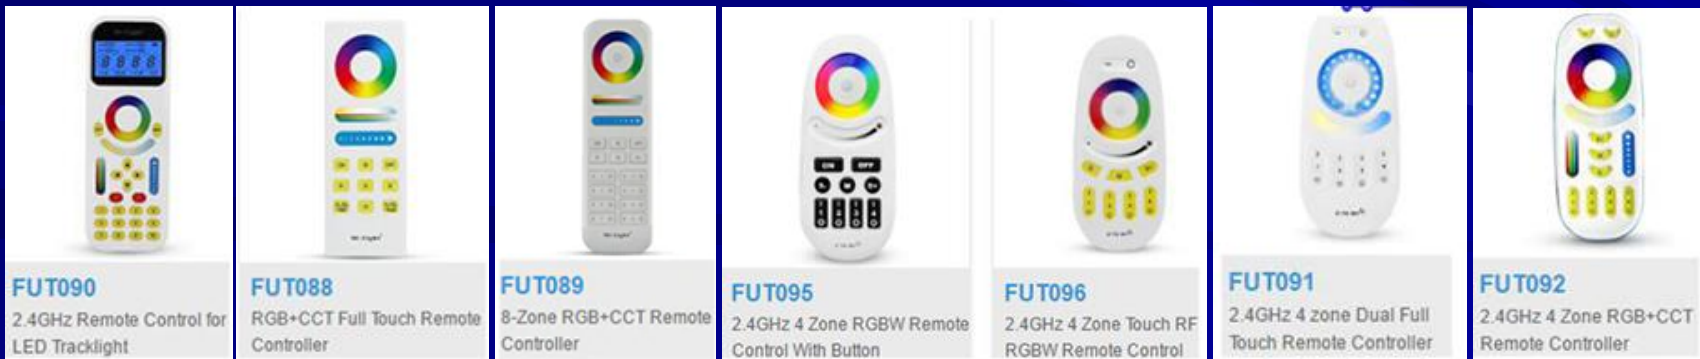 FUT090
2.4GHz Remote Control for
LED Tracklight
FUT088
RGB+CCT Full Touch Remote
Controller
FUT089
8-Zone RGB+CCT Remote
Controller
ON OFF
FUT095
2.4GHz 4 Zone RGBW Remote
Control With Button
FUT096
2.4GHz 4 Zone Touch RF
RGBW Remote Control
FUT091
2.4GHz 4 zone Dual Full
Touch Remote Controller
FUT092
2.4GHz 4 Zone RGB+CCT
Remote Controller